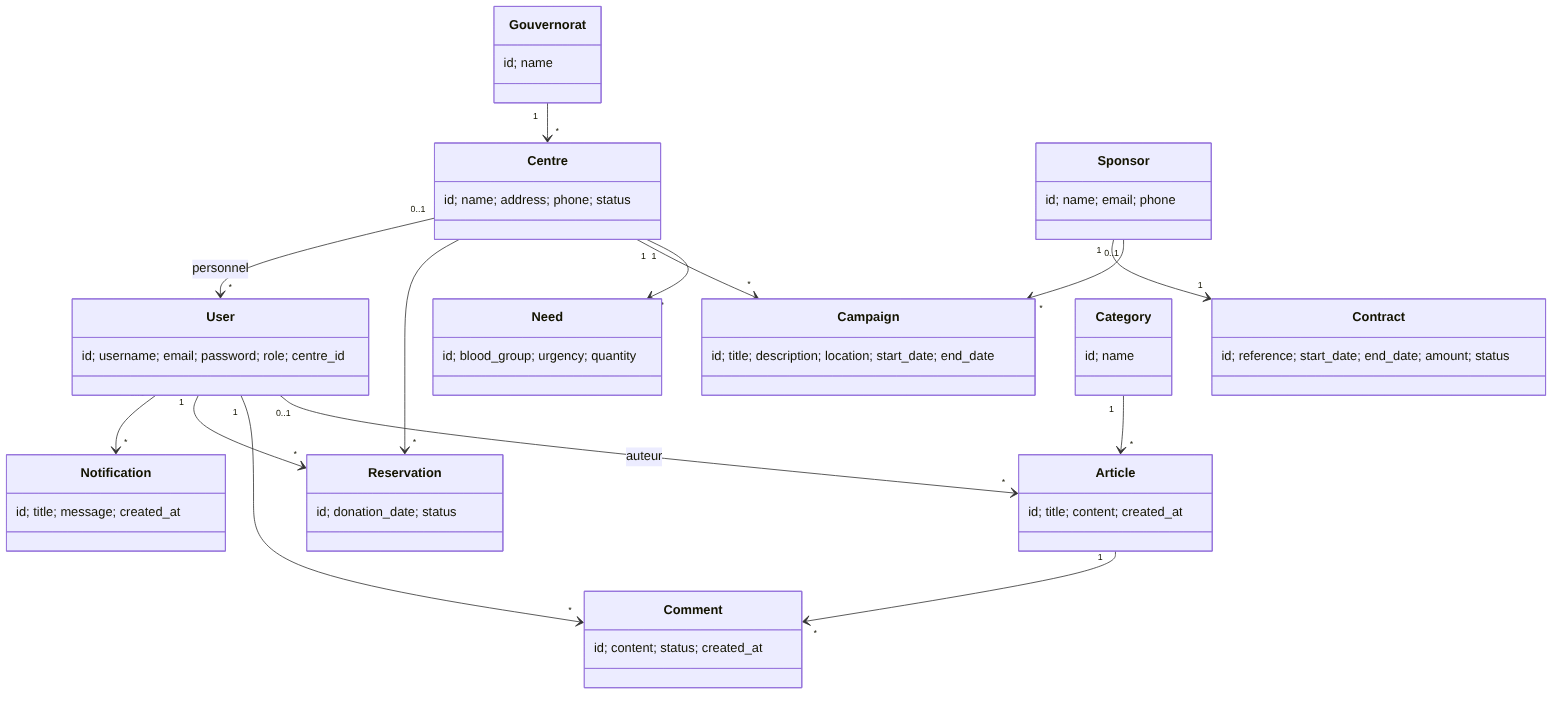 Gouvernorat
id; name
1
*
Centre
id; name; address; phone; status
Sponsor
id; name; email; phone
0..1
personnel
*
1
1
*
*
1
0..1
*
1
User
id; username; email; password; role; centre_id
Need
id; blood_group; urgency; quantity
Campaign
id; title; description; location; start_date; end_date
Category
id; name
Contract
id; reference; start_date; end_date; amount; status
1
1
0..1
1
*
*
*
auteur
*
*
Notification
id; title; message; created_at
Reservation
id; donation_date; status
Article
id; title; content; created_at
1
*
*
Comment
id; content; status; created_at